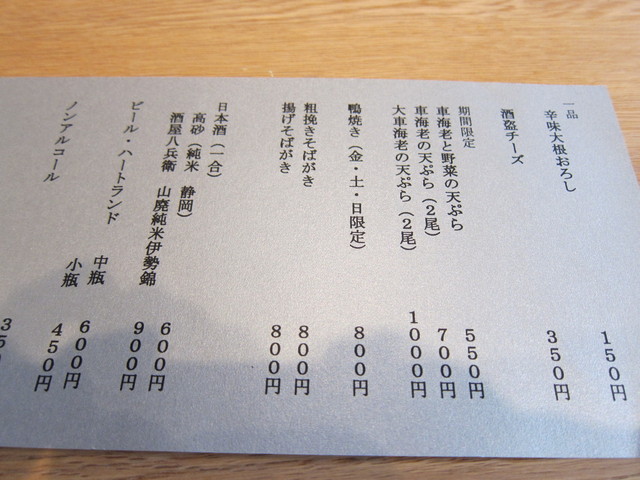 一品
辛味大根おろし 150円
酒盗チーズ 350円
期間限定
車海老と野菜の天ぷら 550円
車海老の天ぷら（2尾） 700円
大車海老の天ぷら（2尾） 1000円
鴨焼き（金・土・日限定） 800円
粗挽きそばがき 800円
揚げそばがき 800円
日本酒（一合）
高砂（純米　静岡） 600円
酒屋八兵衛　山廃純米伊勢錦 900円
ビール・ハートランド　中瓶 600円
小瓶 450円
ノンアルコール